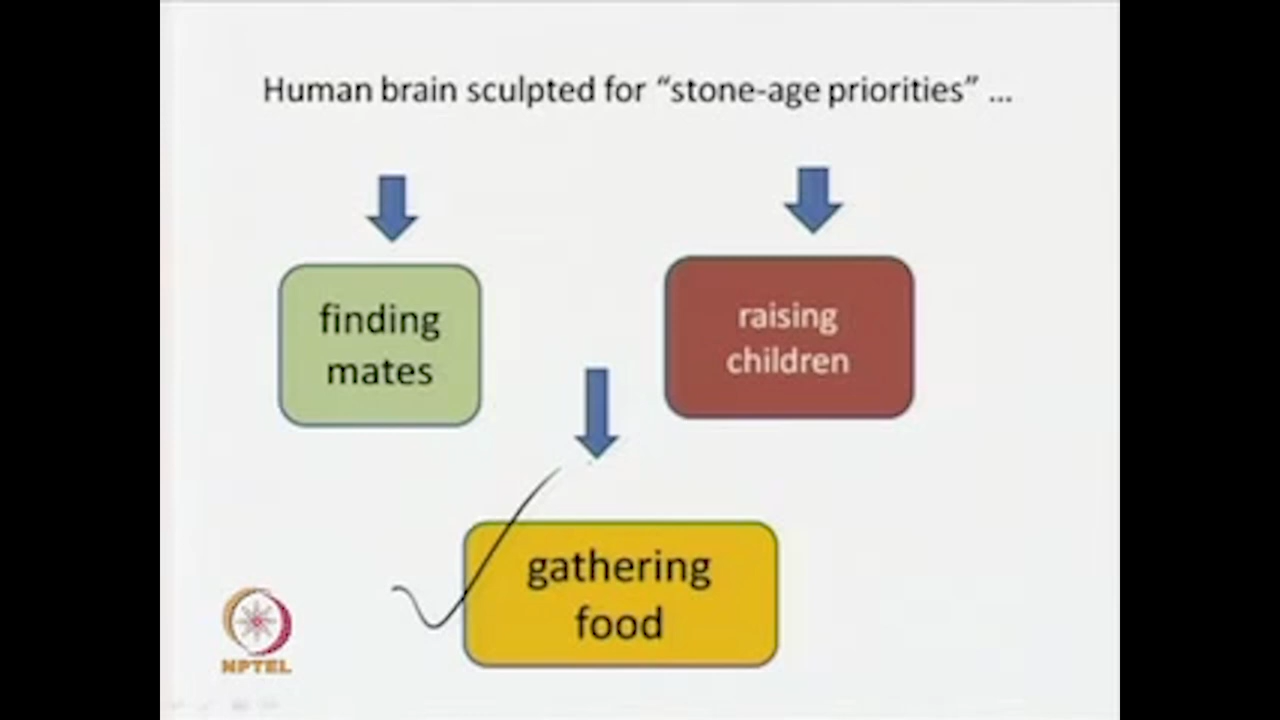 Human brain sculpted for “stone-age priorities” ...
finding
mates
raising
children
gathering
food
NPTEL